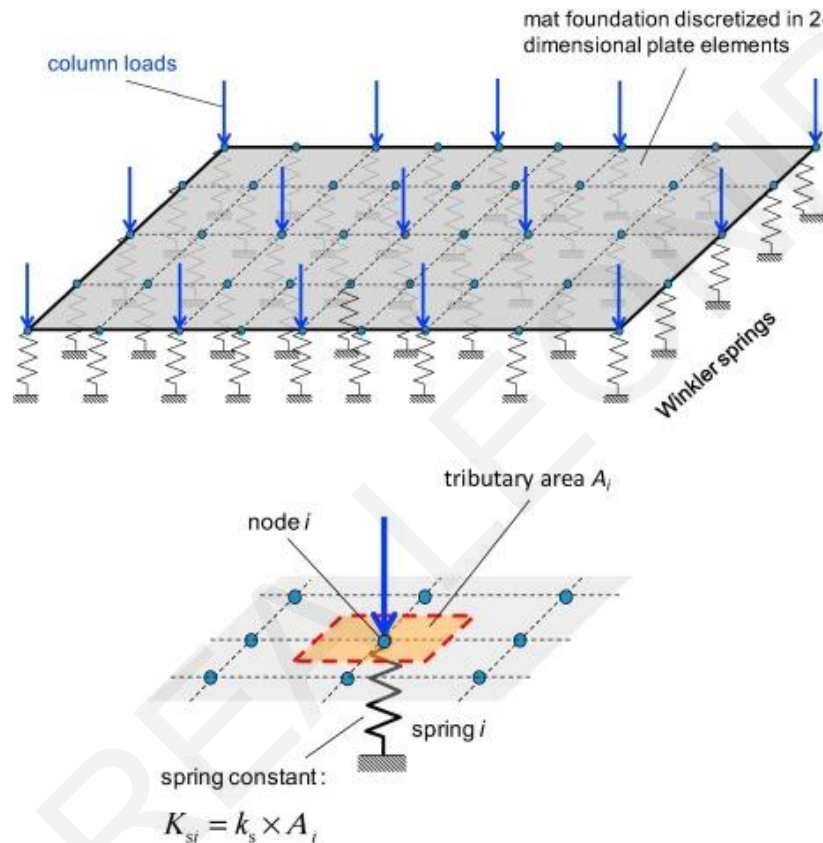 mat foundation discretized in 2-
dimensional plate elements
column loads
Winkler springs
tributary area Aᵢ
node i
spring i
spring constant:
Kₛᵢ = kₛ × Aᵢ